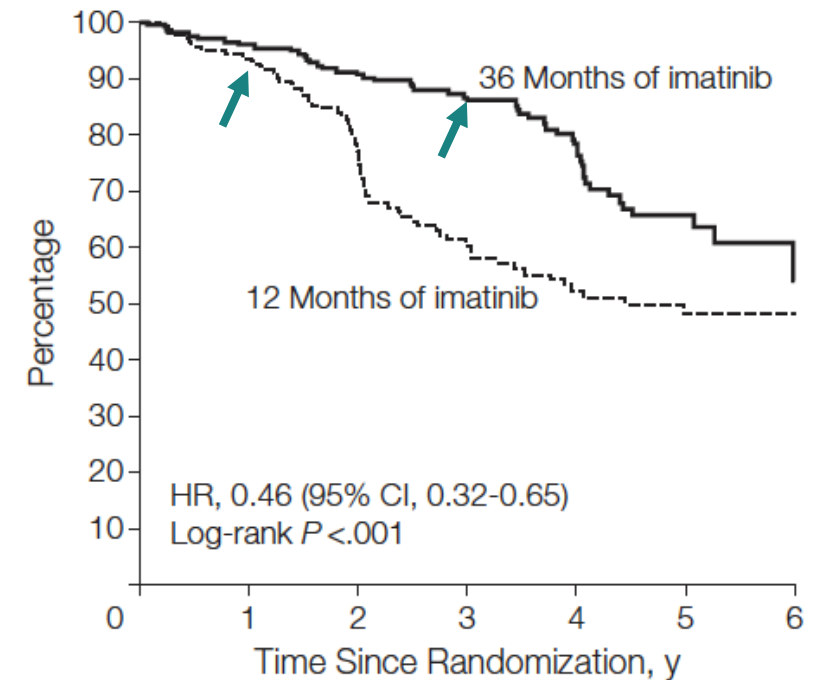 100
90
80
70
60
50
40
30
20
10
0
Percentage
36 Months of imatinib
12 Months of imatinib
HR, 0.46 (95% CI, 0.32-0.65)
Log-rank P <.001
1 2 3 4 5 6
Time Since Randomization, y